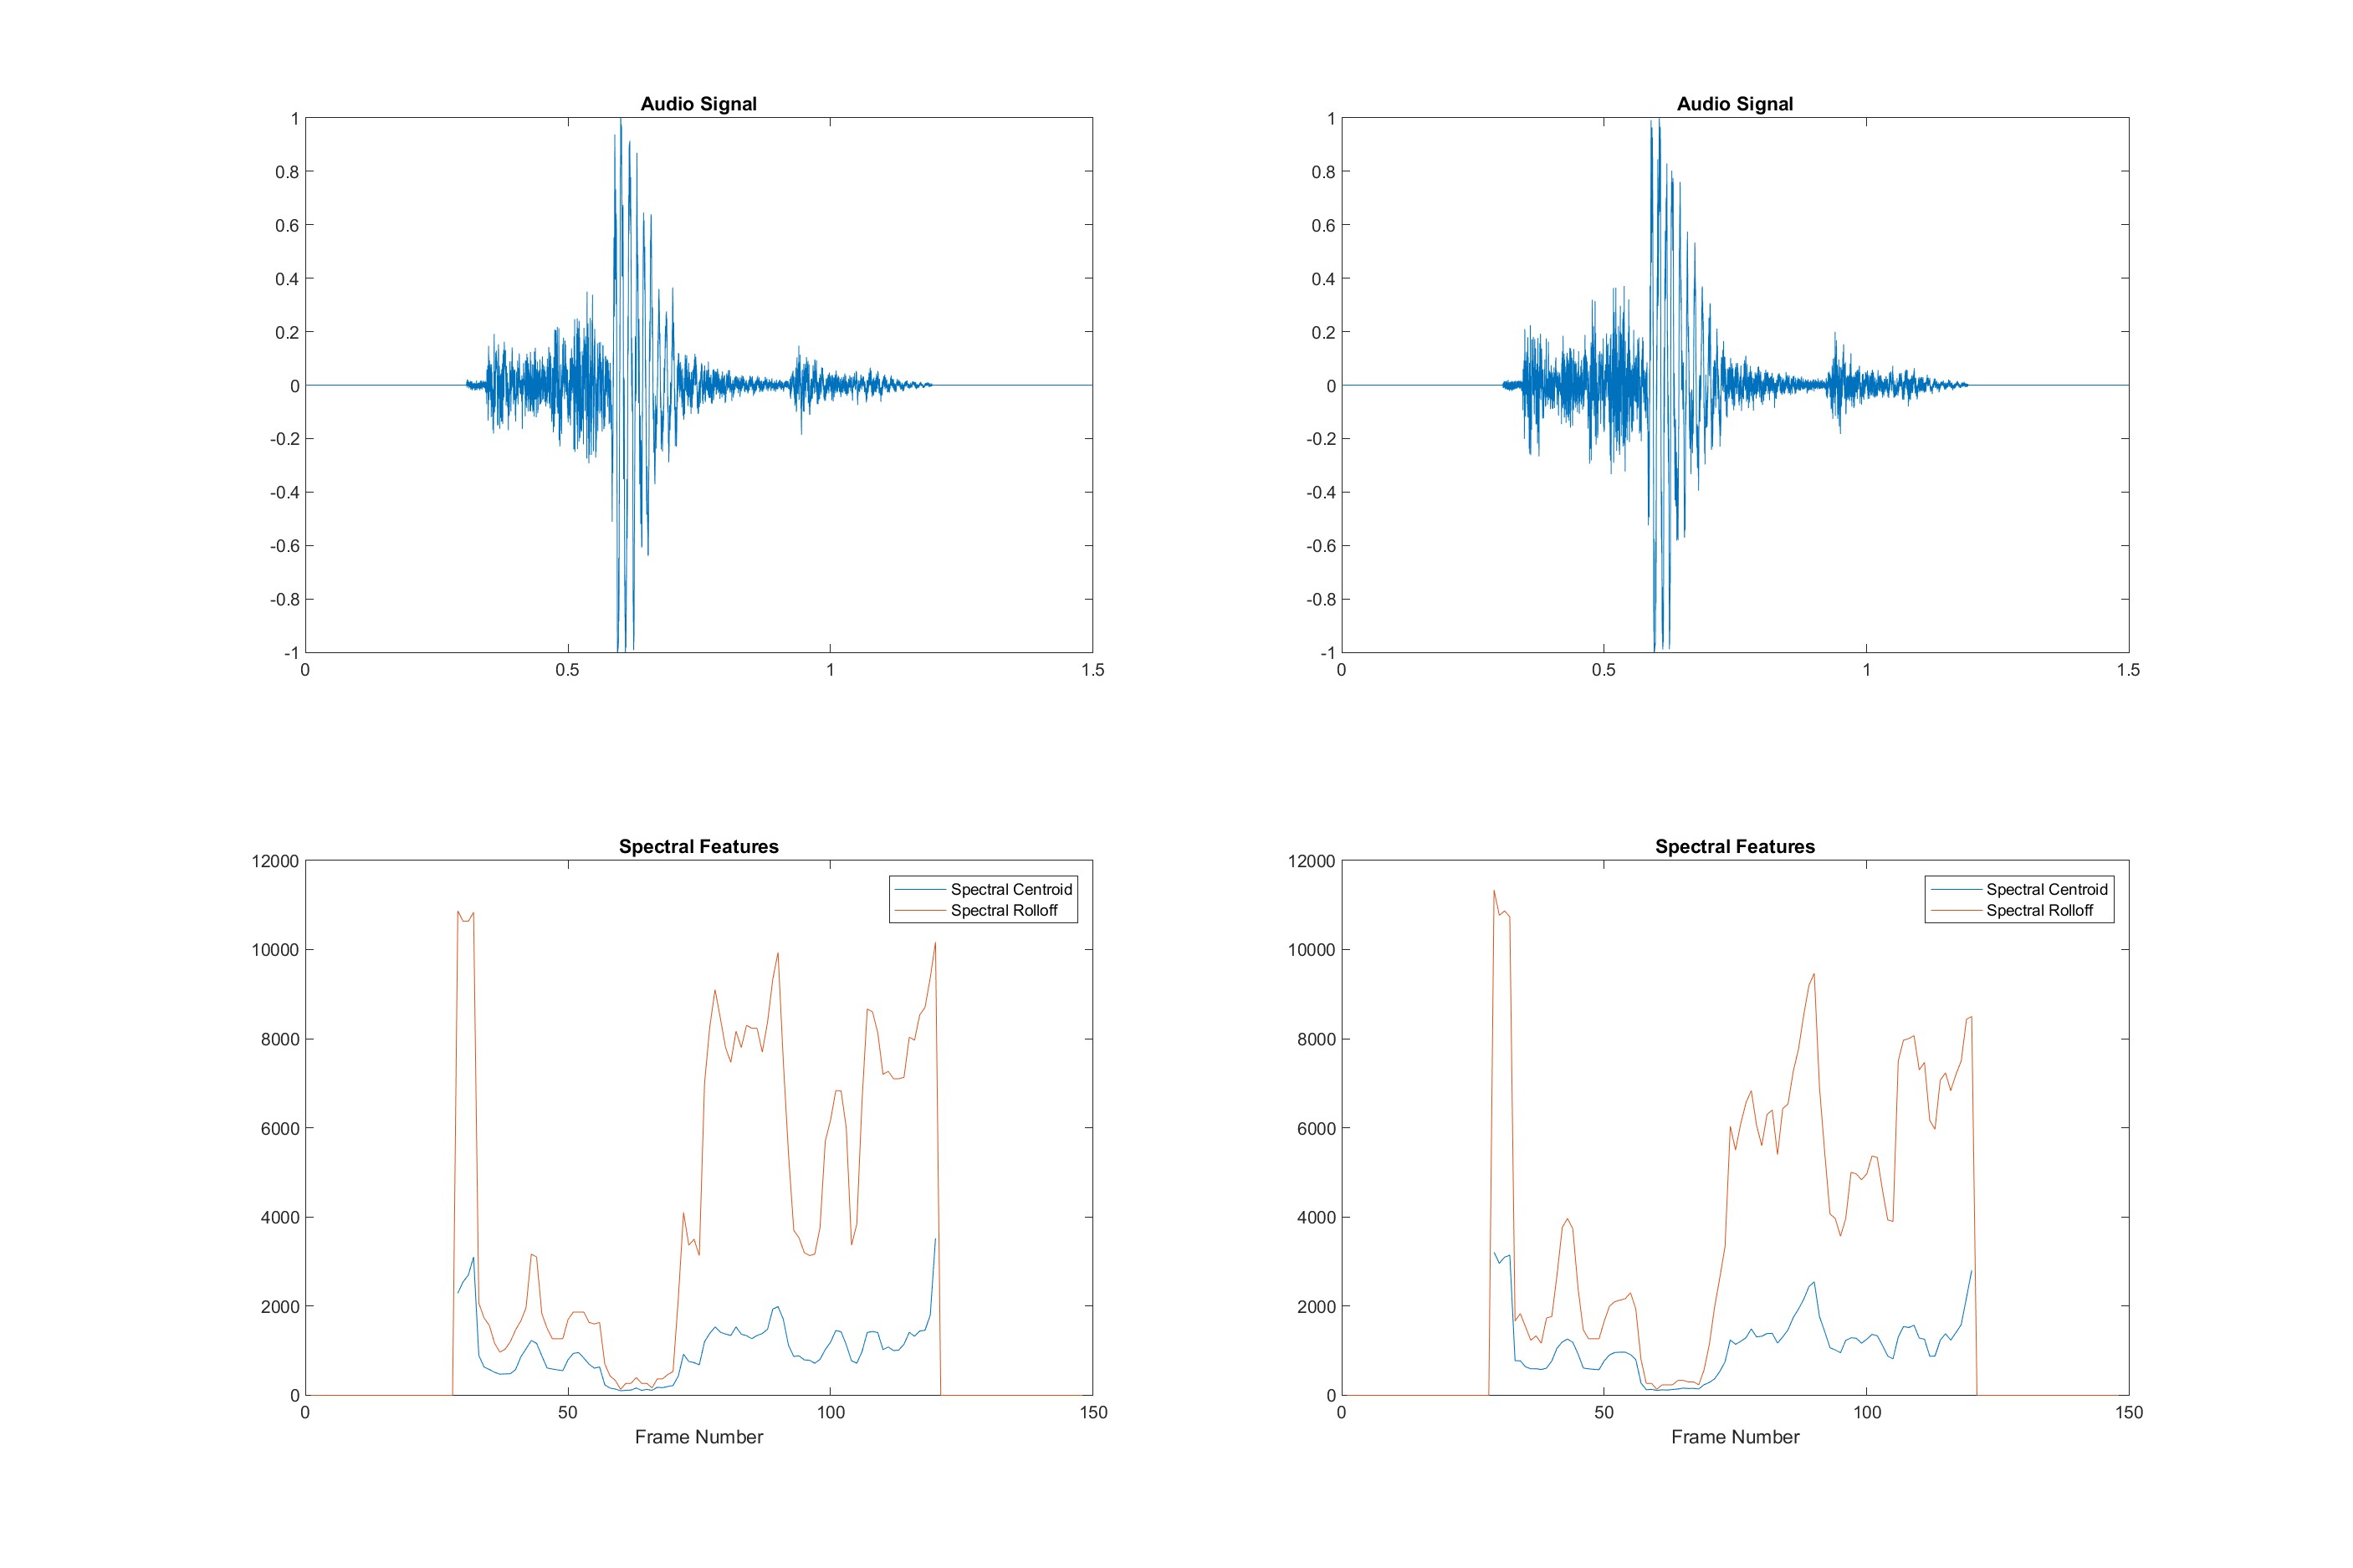 Audio Signal
1
0.8
0.6
0.4
0.2
0
-0.2
-0.4
-0.6
-0.8
-1
0 0.5 1 1.5
Audio Signal
1
0.8
0.6
0.4
0.2
0
-0.2
-0.4
-0.6
-0.8
-1
0 0.5 1 1.5
Spectral Features
12000
10000
8000
6000
4000
2000
0
0 50 100 150
Spectral Centroid
Spectral Rolloff
Frame Number
Spectral Features
12000
10000
8000
6000
4000
2000
0
0 50 100 150
Spectral Centroid
Spectral Rolloff
Frame Number